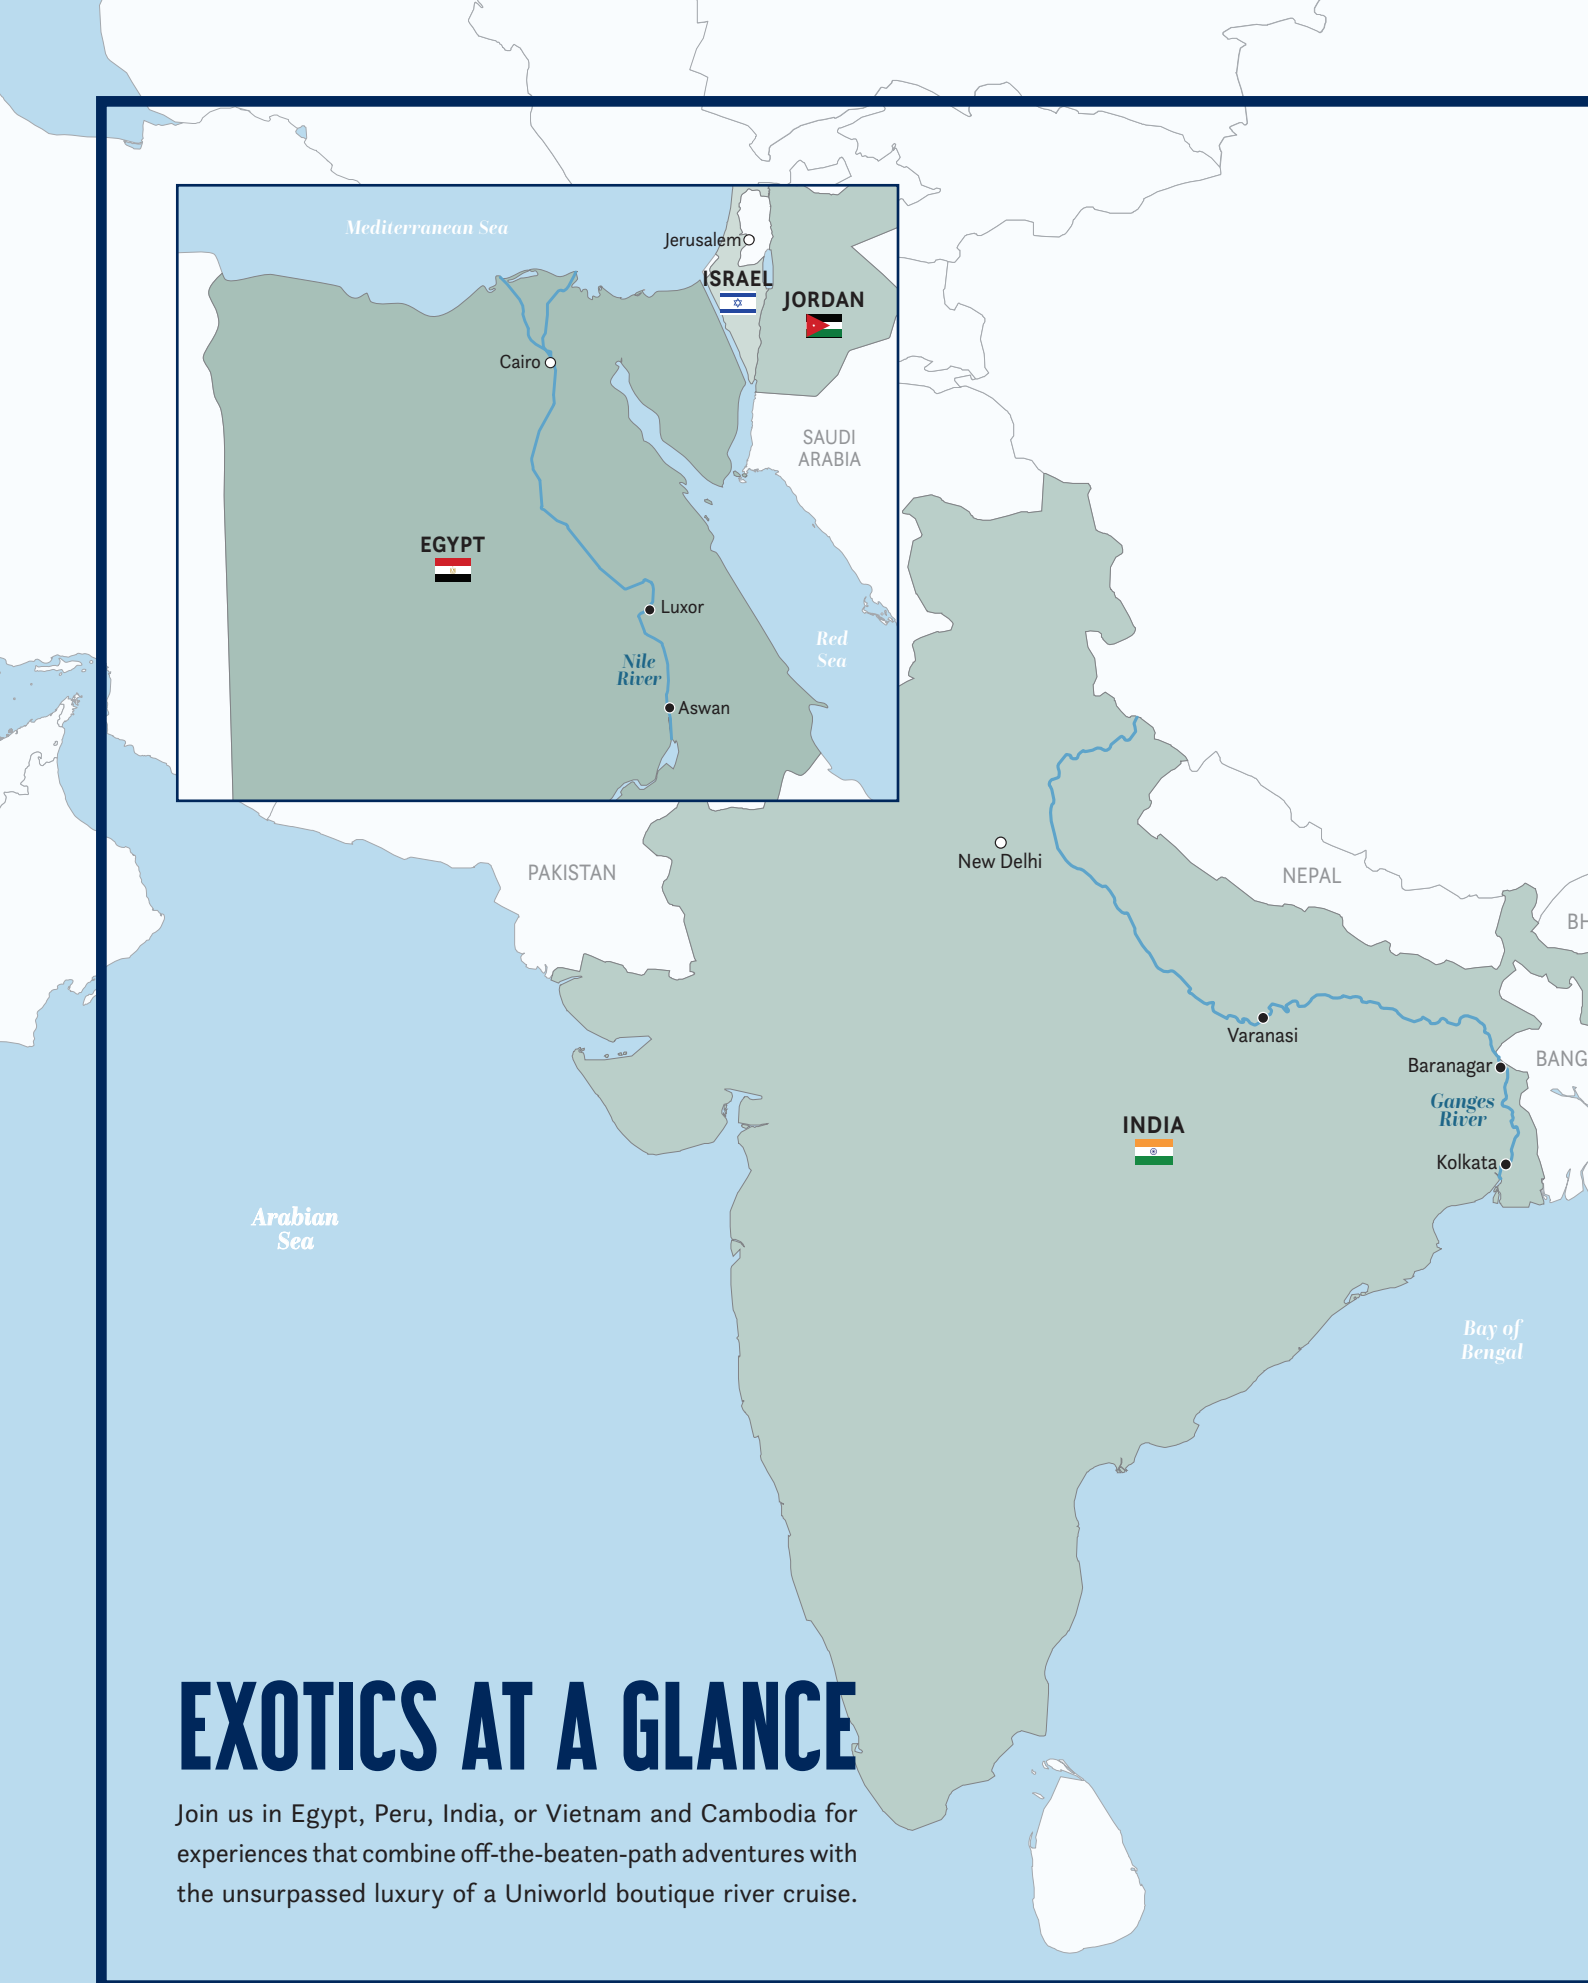 Mediterranean Sea
Jerusalem
ISRAEL
JORDAN
Cairo
SAUDI
ARABIA
EGYPT
Luxor
Red
Sea
Nile
River
Aswan
New Delhi
PAKISTAN
NEPAL
BH
Varanasi
BANG
Baranagar
Ganges
River
INDIA
Kolkata
Arabian
Sea
Bay of
Bengal
EXOTICS AT A GLANCE
Join us in Egypt, Peru, India, or Vietnam and Cambodia for
experiences that combine off-the-beaten-path adventures with
the unsurpassed luxury of a Uniworld boutique river cruise.